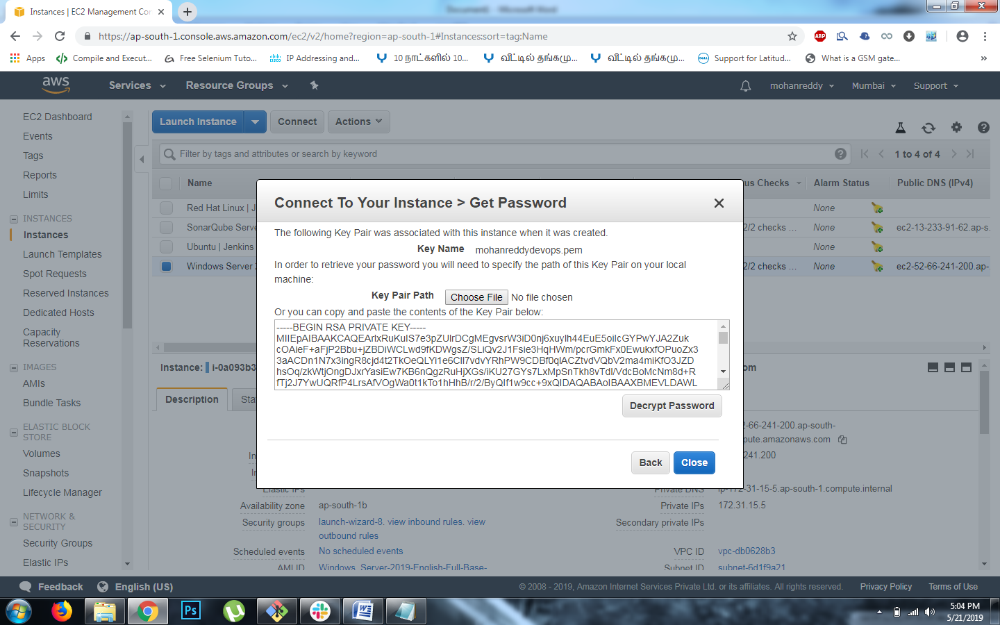 Instances | EC2 Management Con
Document1 - Microsoft Word
https://ap-south-1.console.aws.amazon.com/ec2/v2/home?region=ap-south-1#Instances:sort=tag:Name
ABP
Apps
Compile and Execut...
Free Selenium Tuto...
IP Addressing and...
10 நாட்களில் 10...
வீட்டில் தங்கமு...
வீட்டில் தங்கமு...
Support for Latitud...
What is a GSM gate...
aws
Services
Resource Groups
mohanreddy
Mumbai
Support
EC2 Dashboard
Events
Tags
Reports
Limits
INSTANCES
Instances
Launch Templates
Spot Requests
Reserved Instances
Dedicated Hosts
Capacity
Reservations
IMAGES
AMIs
Bundle Tasks
ELASTIC BLOCK
STORE
Volumes
Snapshots
Lifecycle Manager
NETWORK &
SECURITY
Security Groups
Elastic IPs
Launch Instance
Connect
Actions
Filter by tags and attributes or search by keyword
1 to 4 of 4
Name
us Checks
Alarm Status
Public DNS (IPv4)
Red Hat Linux | J
None
SonarQube Serve
2/2 checks ...
None
ec2-13-233-91-62.ap-s...
Ubuntu | Jenkins
None
Windows Server 2
2/2 checks ...
None
ec2-52-66-241-200.ap-...
Connect To Your Instance > Get Password
The following Key Pair was associated with this instance when it was created.
Key Name mohanreddydevops.pem
In order to retrieve your password you will need to specify the path of this Key Pair on your local
machine:
Key Pair Path Choose File No file chosen
Or you can copy and paste the contents of the Key Pair below:
-----BEGIN RSA PRIVATE KEY-----
Decrypt Password
Back
Close
Instance: i-0a093b3
om
Description
Sta
2-66-241-200.ap-south-
pute.amazonaws.com
241.200
Elastic IPs
Private DNS ip-172-31-15-5.ap-south-1.compute.internal
Availability zone ap-south-1b
Private IPs 172.31.15.5
Security groups launch-wizard-8. view inbound rules. view
outbound rules
Secondary private IPs
Scheduled events No scheduled events
VPC ID vpc-db0628b3
AMI ID Windows_Server-2019-English-Full-Base-
Subnet ID subnet-6d1f9a21
Feedback
English (US)
© 2008 - 2019, Amazon Internet Services Private Ltd. or its affiliates. All rights reserved.
Privacy Policy
Terms of Use
Ps
5:04 PM
5/21/2019